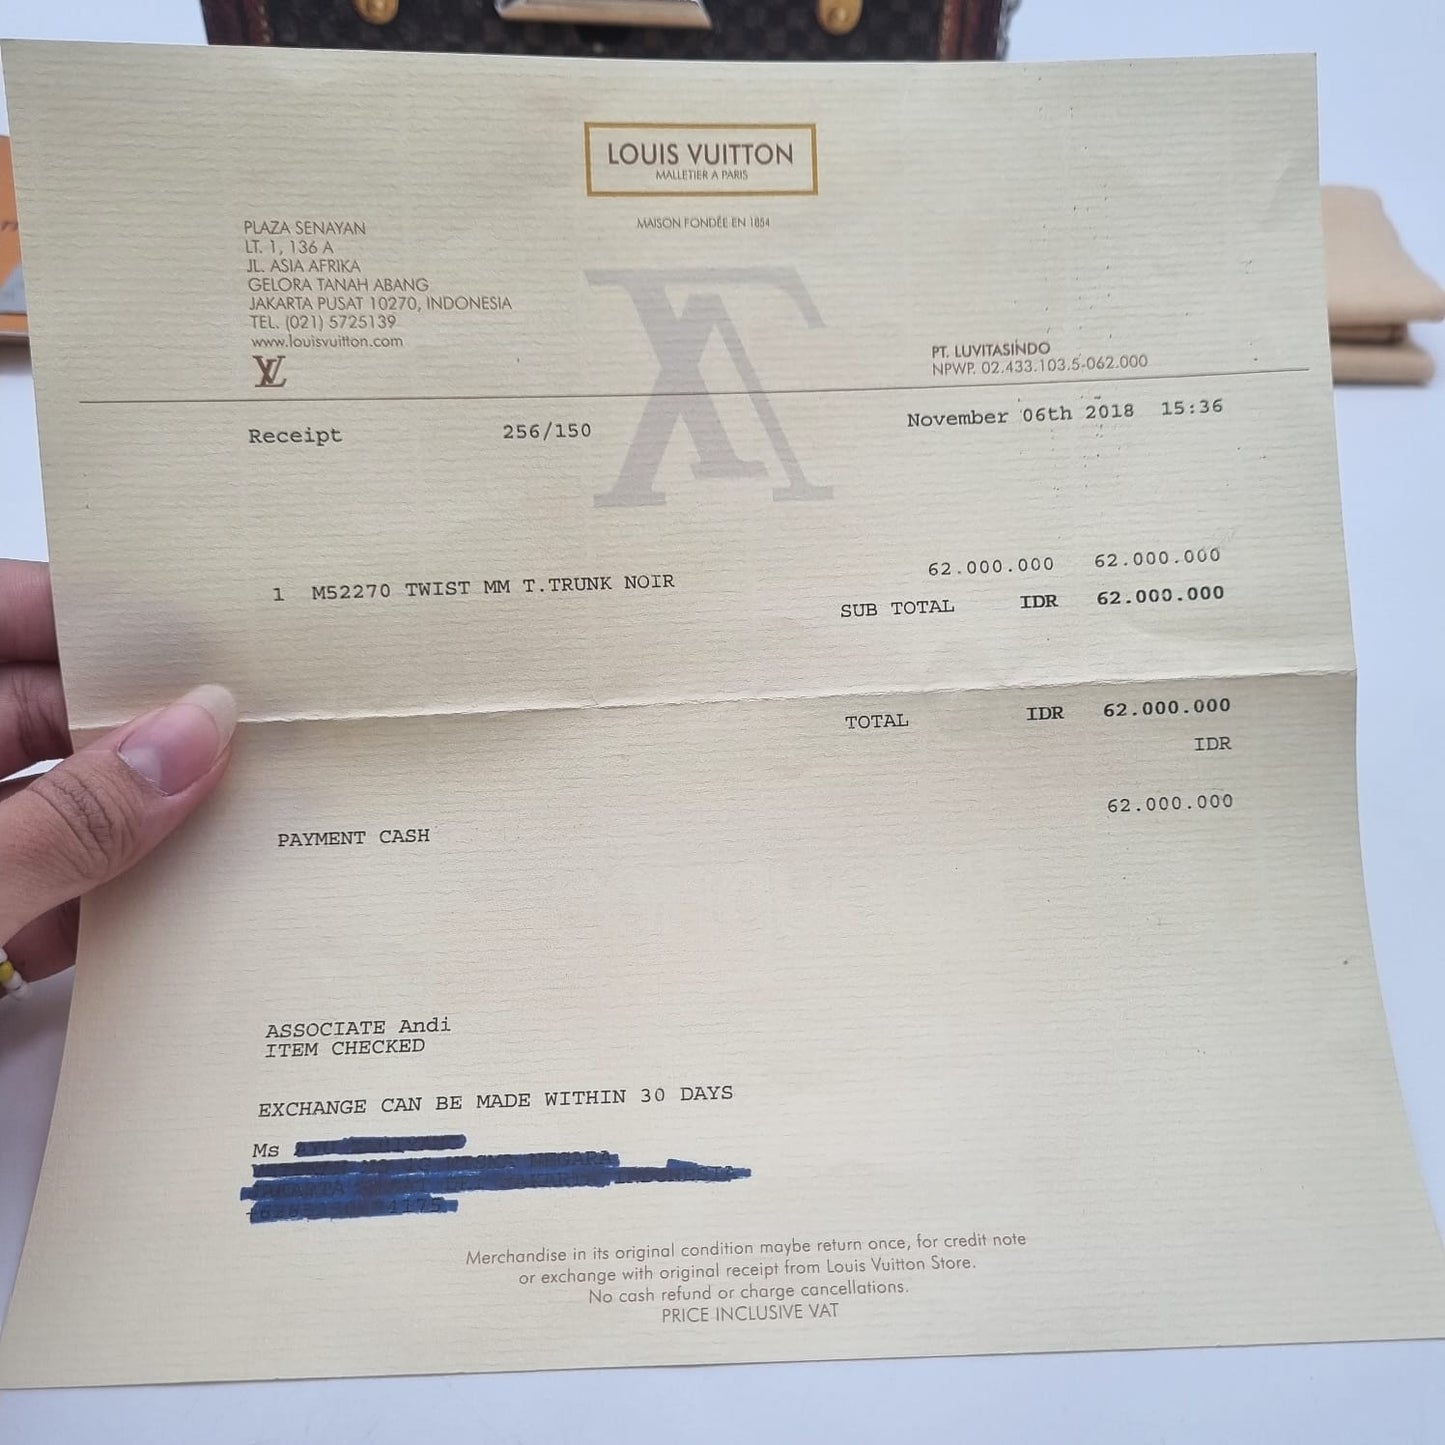 LOUIS VUITTON
MALLETIER A PARIS
MAISON FONDÉE EN 1854
PLAZA SENAYAN
LT. 1, 136 A
JL. ASIA AFRIKA
GELORA TANAH ABANG
JAKARTA PUSAT 10270, INDONESIA
TEL. (021) 5725139
www.louisvuitton.com
LV
PT. LUVITASINDO
NPWP. 02.433.103.5-062.000
Receipt 256/150 November 06th 2018 15:36
1 M52270 TWIST MM T.TRUNK NOIR 62.000.000 62.000.000
SUB TOTAL IDR 62.000.000
TOTAL IDR 62.000.000
IDR
PAYMENT CASH 62.000.000
ASSOCIATE Andi
ITEM CHECKED
EXCHANGE CAN BE MADE WITHIN 30 DAYS
Ms
Merchandise in its original condition maybe return once, for credit note
or exchange with original receipt from Louis Vuitton Store.
No cash refund or charge cancellations.
PRICE INCLUSIVE VAT